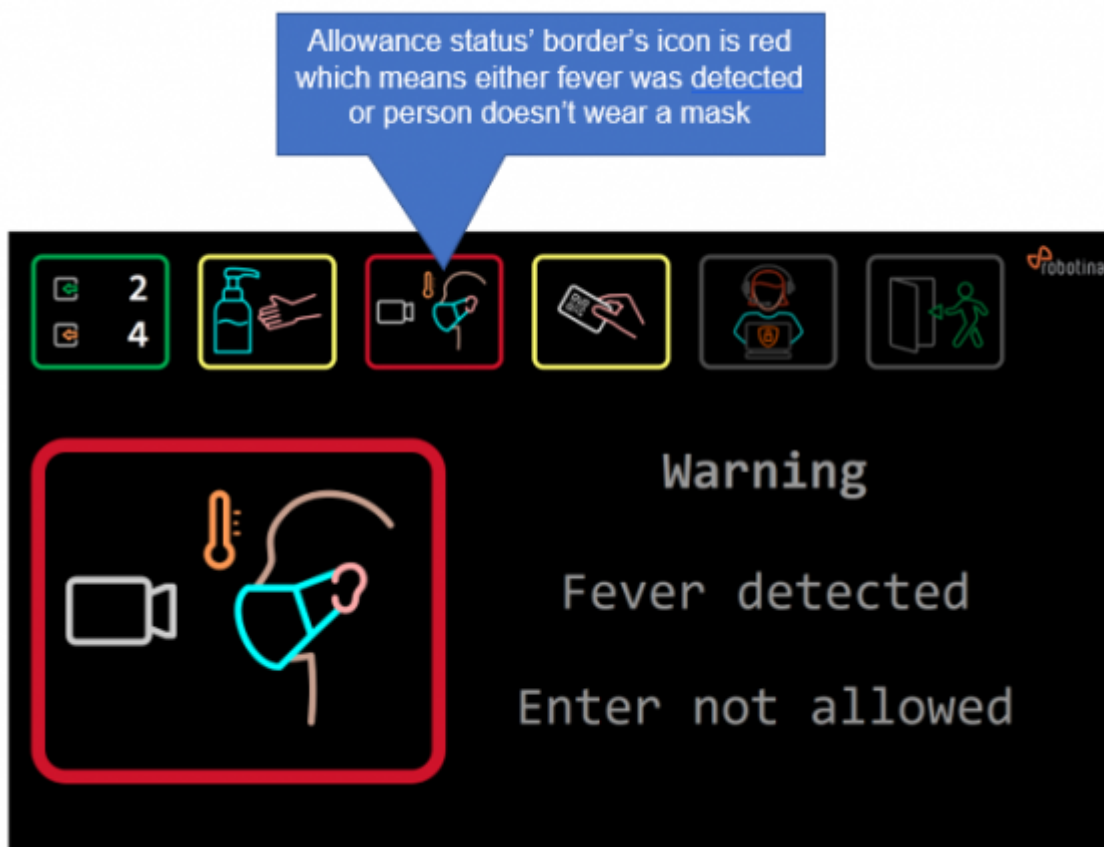 Allowance status' border's icon is red
which means either fever was detected
or person doesn't wear a mask
2
4
robotina
Warning
Fever detected
Enter not allowed